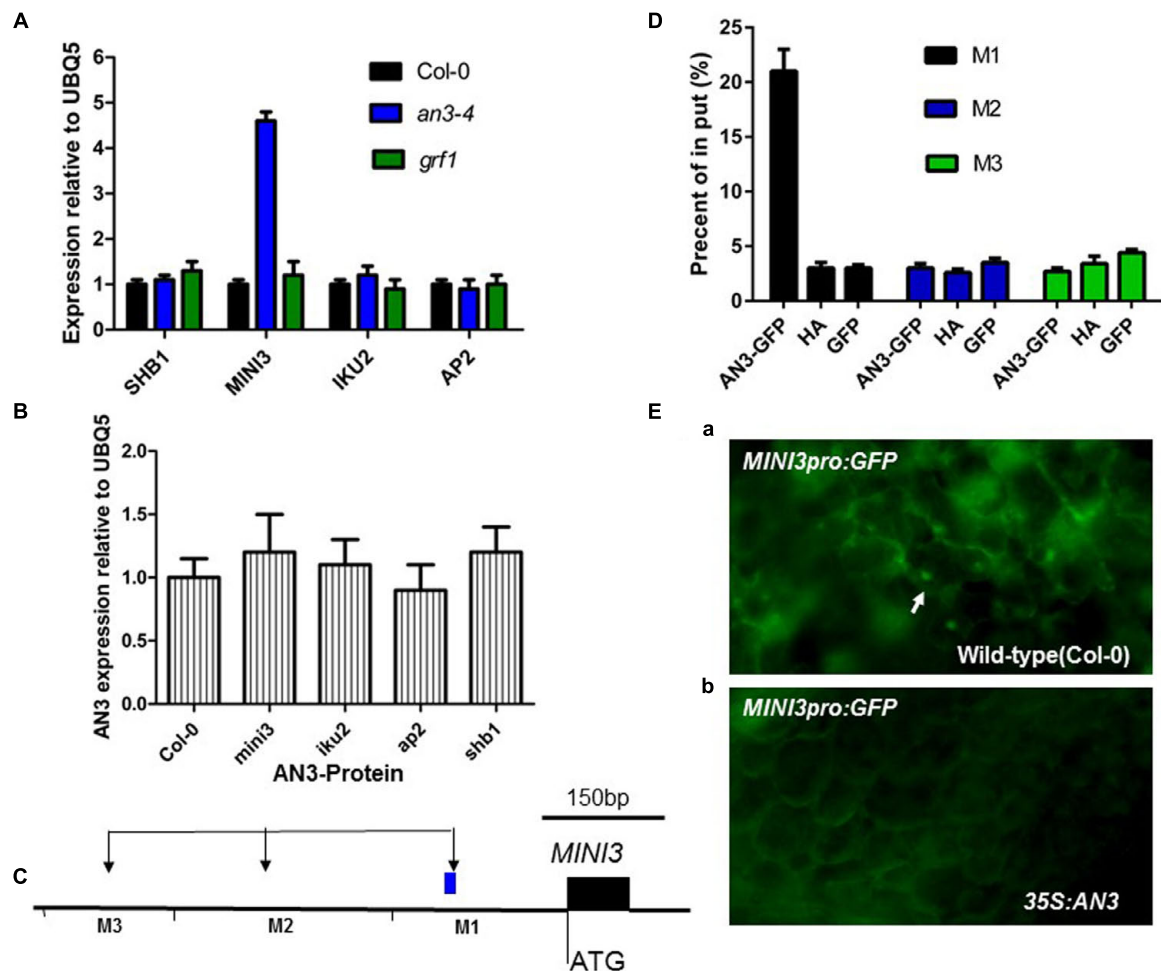 A
Expression relative to UBQ5
6
5
4
3
2
1
0
Col-0
an3-4
grf1
SHB1
MINI3
IKU2
AP2
B
AN3 expression relative to UBQ5
2.0
1.5
1.0
0.5
0.0
Col-0
mini3
iku2
ap2
shb1
AN3-Protein
C
150bp
MINI3
M3
M2
M1
ATG
D
Precent of in put (%)
25
20
15
10
5
0
M1
M2
M3
AN3-GFP
HA
GFP
AN3-GFP
HA
GFP
AN3-GFP
HA
GFP
E
a
MINI3pro:GFP
Wild-type(Col-0)
b
MINI3pro:GFP
35S:AN3